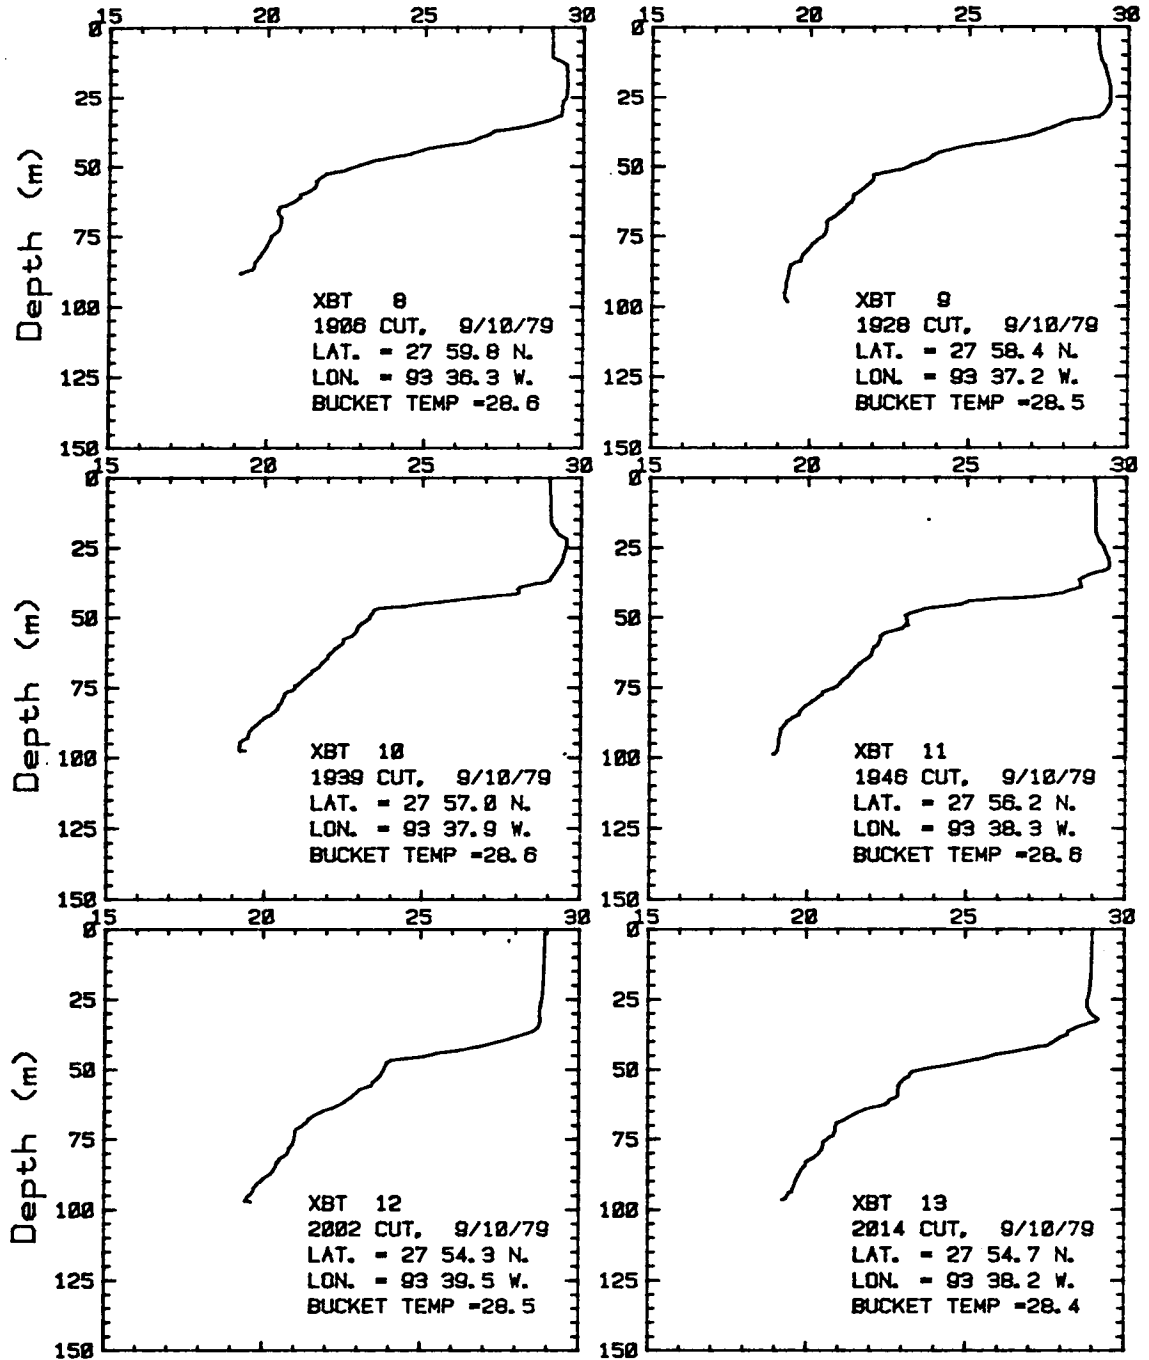 15 20 25 30
0
25
50
75
100
125
150
Depth (m)
XBT 8
1906 CUT, 9/10/79
LAT. = 27 59.8 N.
LON. = 93 36.3 W.
BUCKET TEMP =28.6
15 20 25 30
0
25
50
75
100
125
150
XBT 9
1928 CUT, 9/10/79
LAT. = 27 58.4 N.
LON. = 93 37.2 W.
BUCKET TEMP =28.5
15 20 25 30
0
25
50
75
100
125
150
Depth (m)
XBT 10
1939 CUT, 9/10/79
LAT. = 27 57.0 N.
LON. = 93 37.9 W.
BUCKET TEMP =28.6
15 20 25 30
0
25
50
75
100
125
150
XBT 11
1946 CUT, 9/10/79
LAT. = 27 56.2 N.
LON. = 93 38.3 W.
BUCKET TEMP =28.6
15 20 25 30
0
25
50
75
100
125
150
Depth (m)
XBT 12
2002 CUT, 9/10/79
LAT. = 27 54.3 N.
LON. = 93 39.5 W.
BUCKET TEMP =28.5
15 20 25 30
0
25
50
75
100
125
150
XBT 13
2014 CUT, 9/10/79
LAT. = 27 54.7 N.
LON. = 93 38.2 W.
BUCKET TEMP =28.4